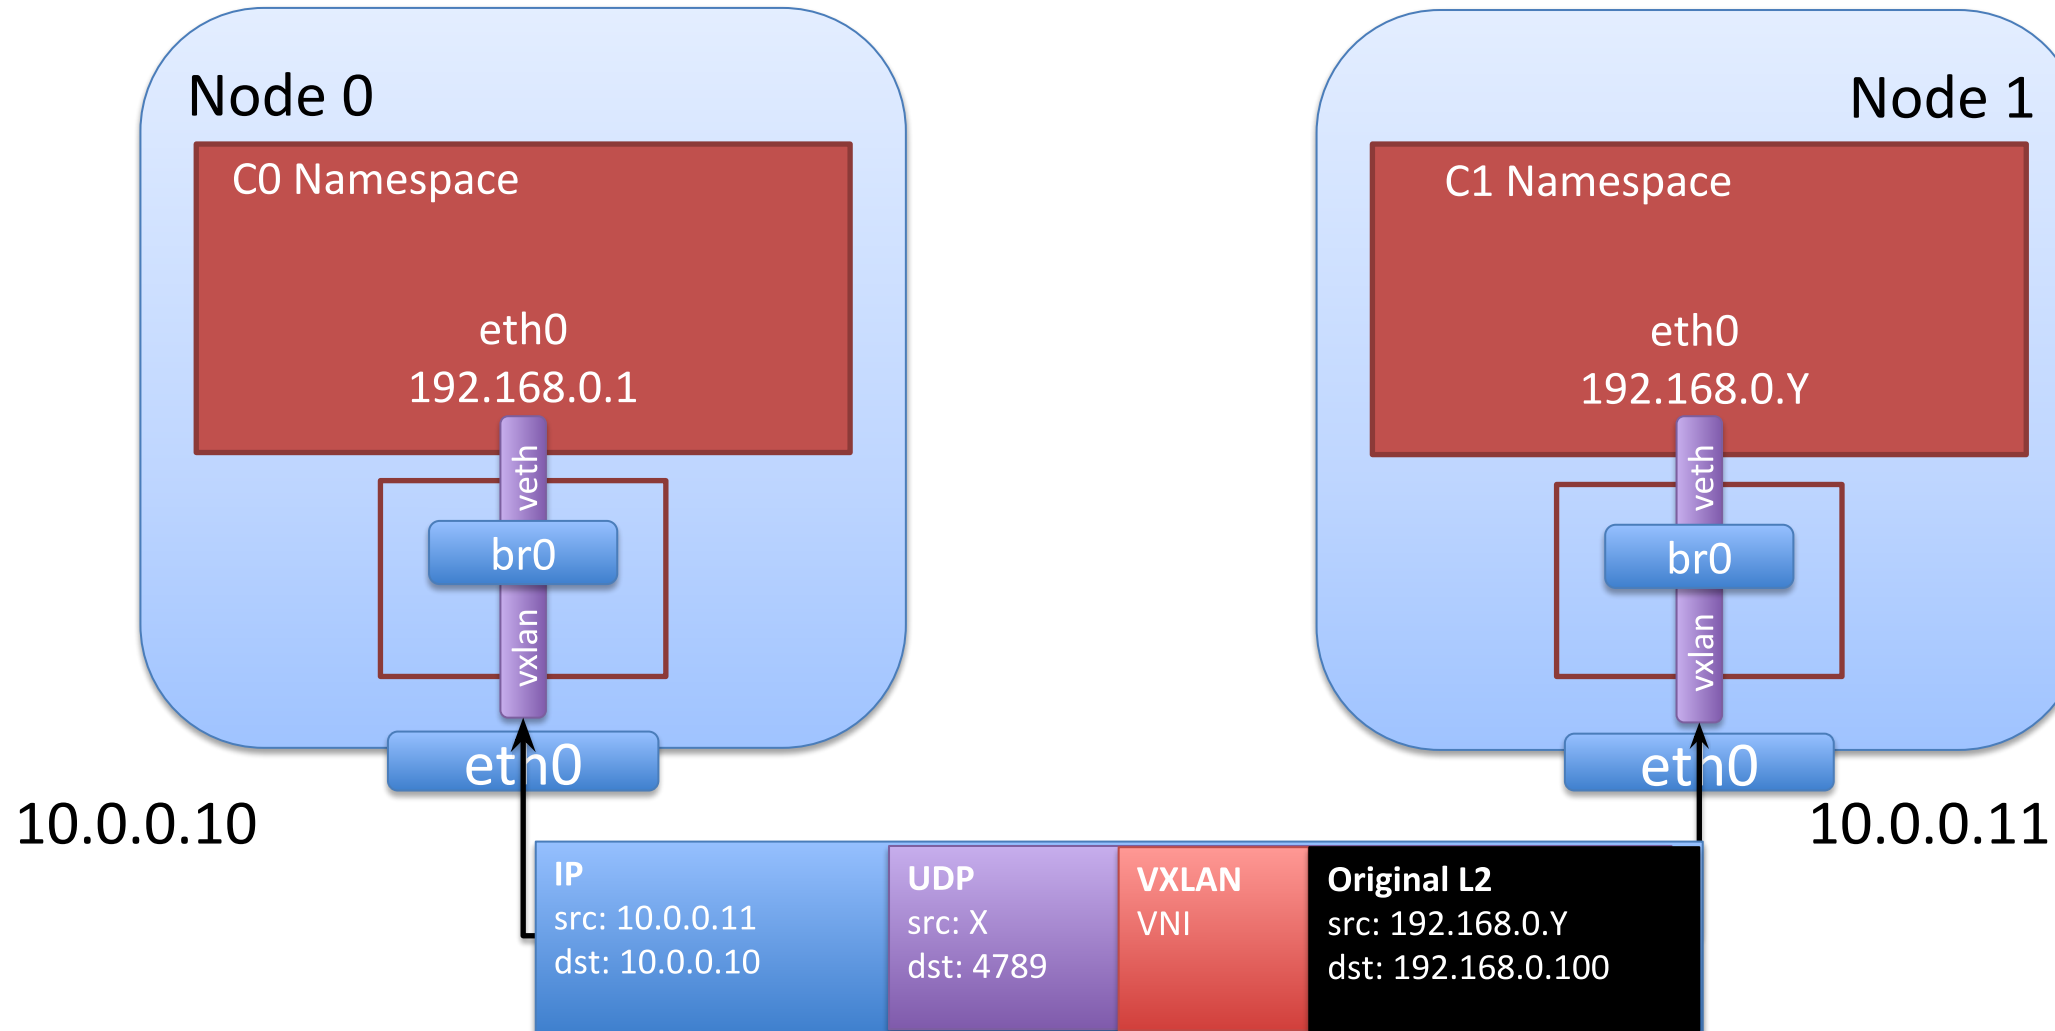 Node 0
C0 Namespace
eth0
192.168.0.1
veth
br0
vxlan
eth0
10.0.0.10
Node 1
C1 Namespace
eth0
192.168.0.Y
veth
br0
vxlan
eth0
10.0.0.11
IP
src: 10.0.0.11
dst: 10.0.0.10
UDP
src: X
dst: 4789
VXLAN
VNI
Original L2
src: 192.168.0.Y
dst: 192.168.0.100